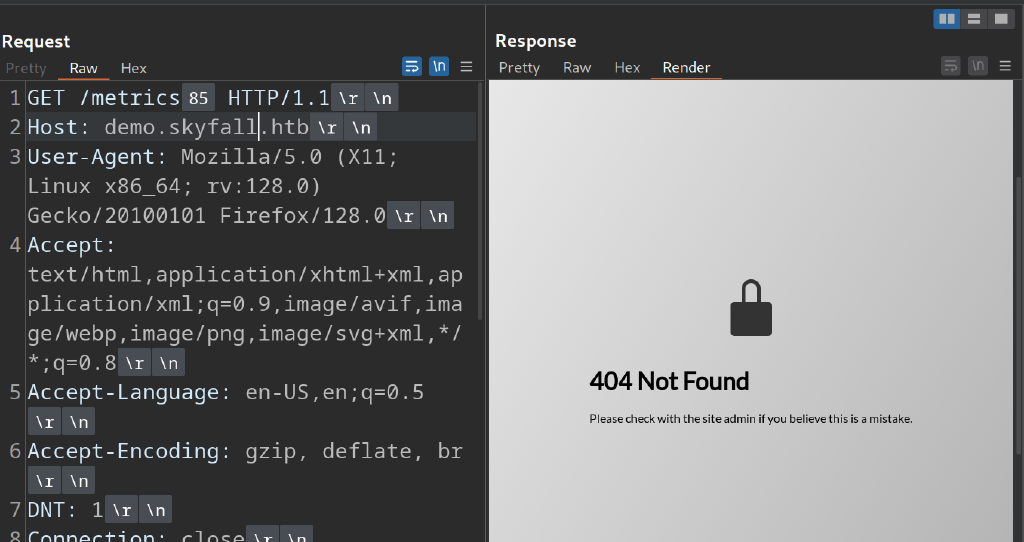 Request
Pretty Raw Hex
\n
1 GET /metrics 85 HTTP/1.1 \r \n
2 Host: demo.skyfall.htb \r \n
3 User-Agent: Mozilla/5.0 (X11;
Linux x86_64; rv:128.0)
Gecko/20100101 Firefox/128.0 \r \n
4 Accept:
text/html,application/xhtml+xml,ap
plication/xml;q=0.9,image/avif,ima
ge/webp,image/png,image/svg+xml,*/
*;q=0.8 \r \n
5 Accept-Language: en-US,en;q=0.5
\r \n
6 Accept-Encoding: gzip, deflate, br
\r \n
7 DNT: 1 \r \n
8 Connection: close \r \n
Response
Pretty Raw Hex Render
\n
404 Not Found
Please check with the site admin if you believe this is a mistake.